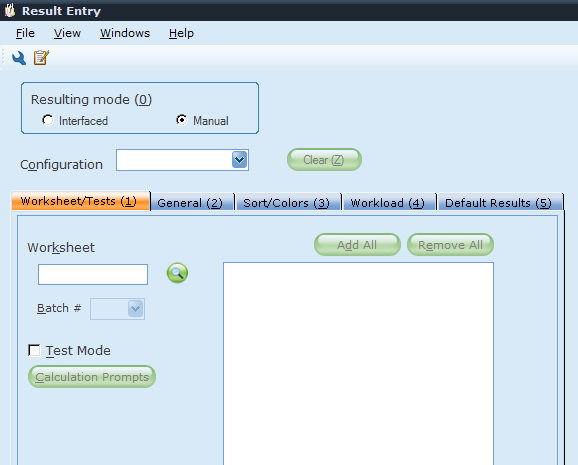 Result Entry
File View Windows Help
Resulting mode (0)
Interfaced Manual
Configuration Clear (Z)
Worksheet/Tests (1) General (2) Sort/Colors (3) Workload (4) Default Results (5)
Worksheet Add All Remove All
Batch #
Test Mode
Calculation Prompts